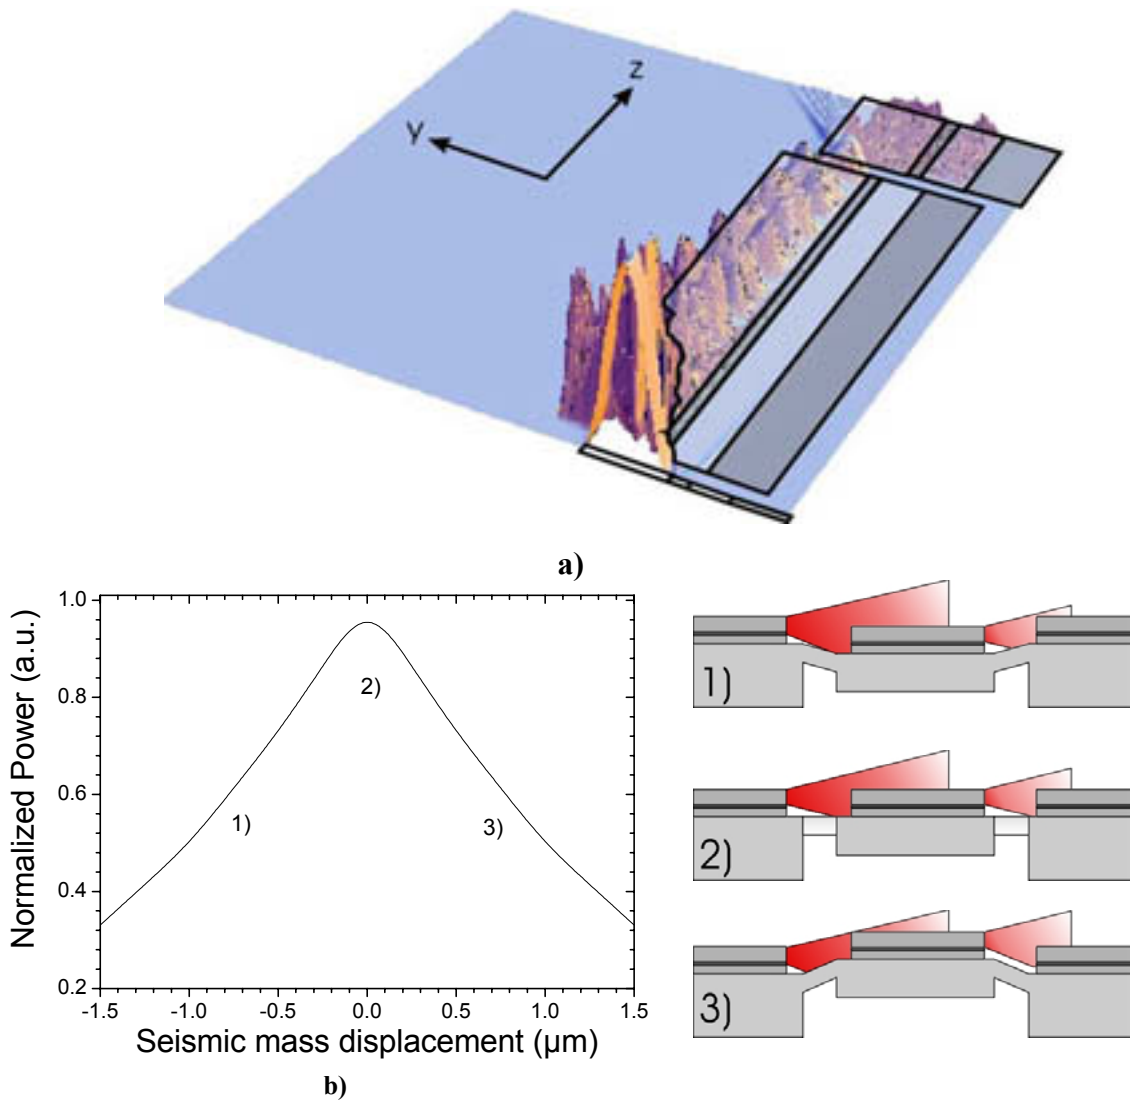 z
Y
a)
1.0
0.8
0.6
0.4
0.2
Normalized Power (a.u.)
1)
2)
3)
-1.5 -1.0 -0.5 0.0 0.5 1.0 1.5
Seismic mass displacement (µm)
b)
1)
2)
3)